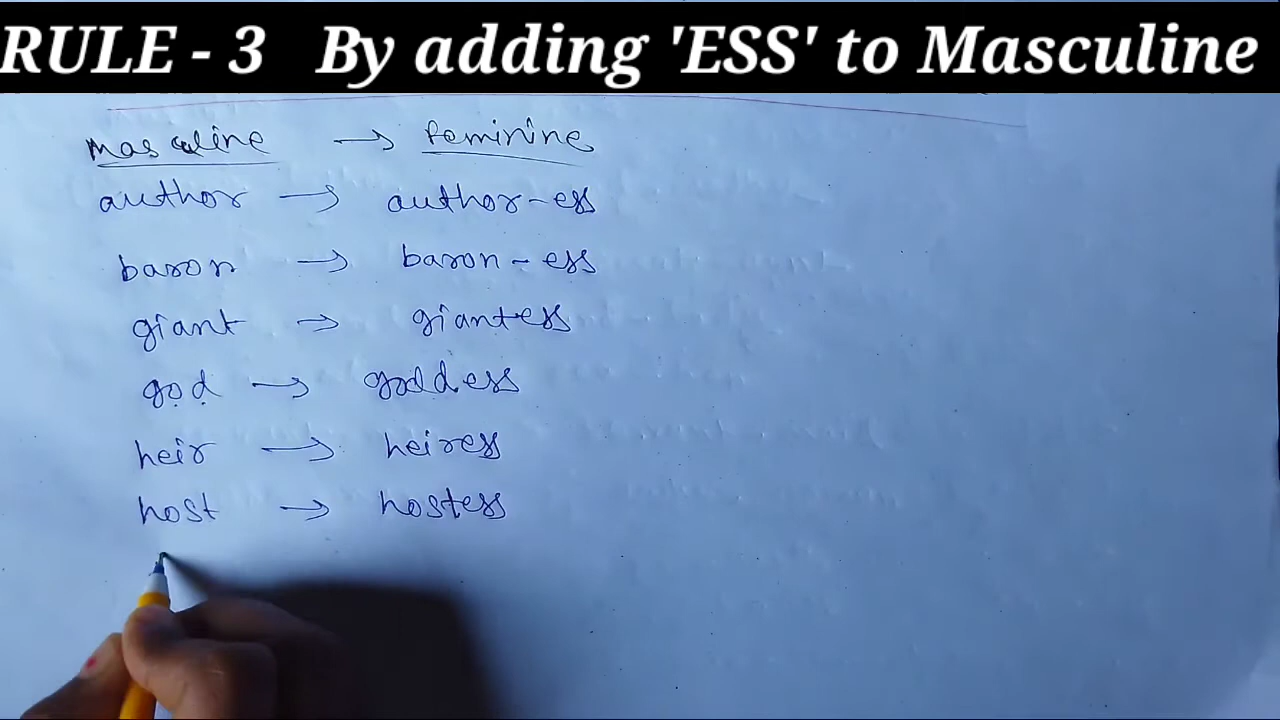 RULE - 3 By adding 'ESS' to Masculine
masculine → Feminine
author → author-ess
baron → baron-ess
giant → giantess
god → goddess
heir → heiress
host → hostess